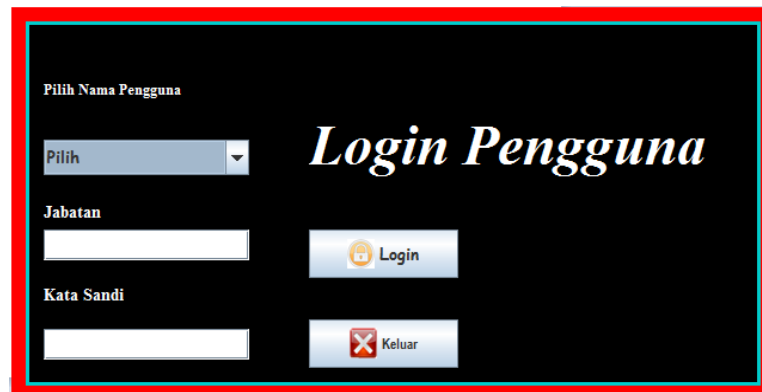 Pilih Nama Pengguna
Pilih
Login Pengguna
Jabatan
Login
Kata Sandi
Keluar